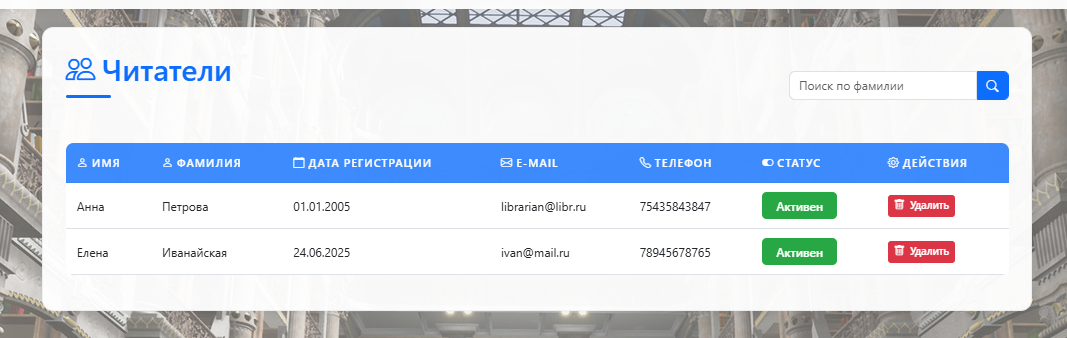 Читатели
Поиск по фамилии
ИМЯ ФАМИЛИЯ ДАТА РЕГИСТРАЦИИ E-MAIL ТЕЛЕФОН СТАТУС ДЕЙСТВИЯ
Анна Петрова 01.01.2005 librarian@libr.ru 75435843847 Активен Удалить
Елена Иванайская 24.06.2025 ivan@mail.ru 78945678765 Активен Удалить